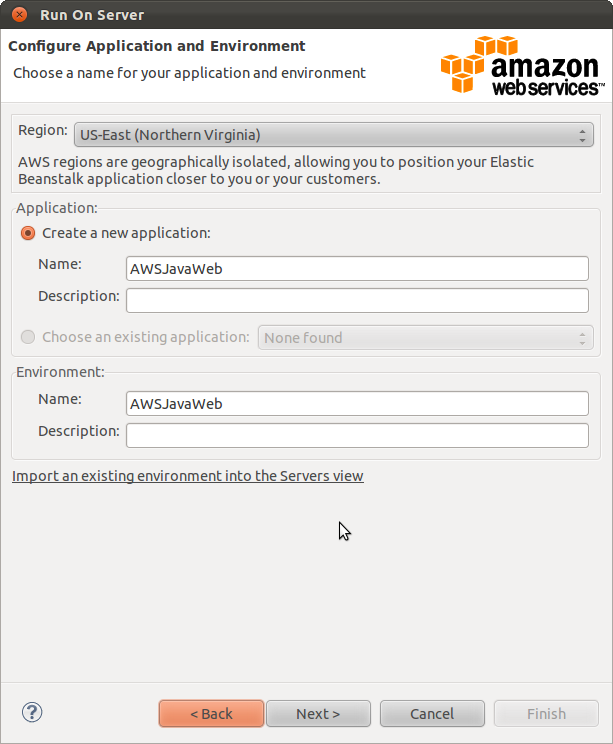 Run On Server
Configure Application and Environment
Choose a name for your application and environment
amazon
webservices™
Region: US-East (Northern Virginia)
AWS regions are geographically isolated, allowing you to position your Elastic
Beanstalk application closer to you or your customers.
Application:
Create a new application:
Name: AWSJavaWeb
Description:
Choose an existing application: None found
Environment:
Name: AWSJavaWeb
Description:
Import an existing environment into the Servers view
? < Back Next > Cancel Finish